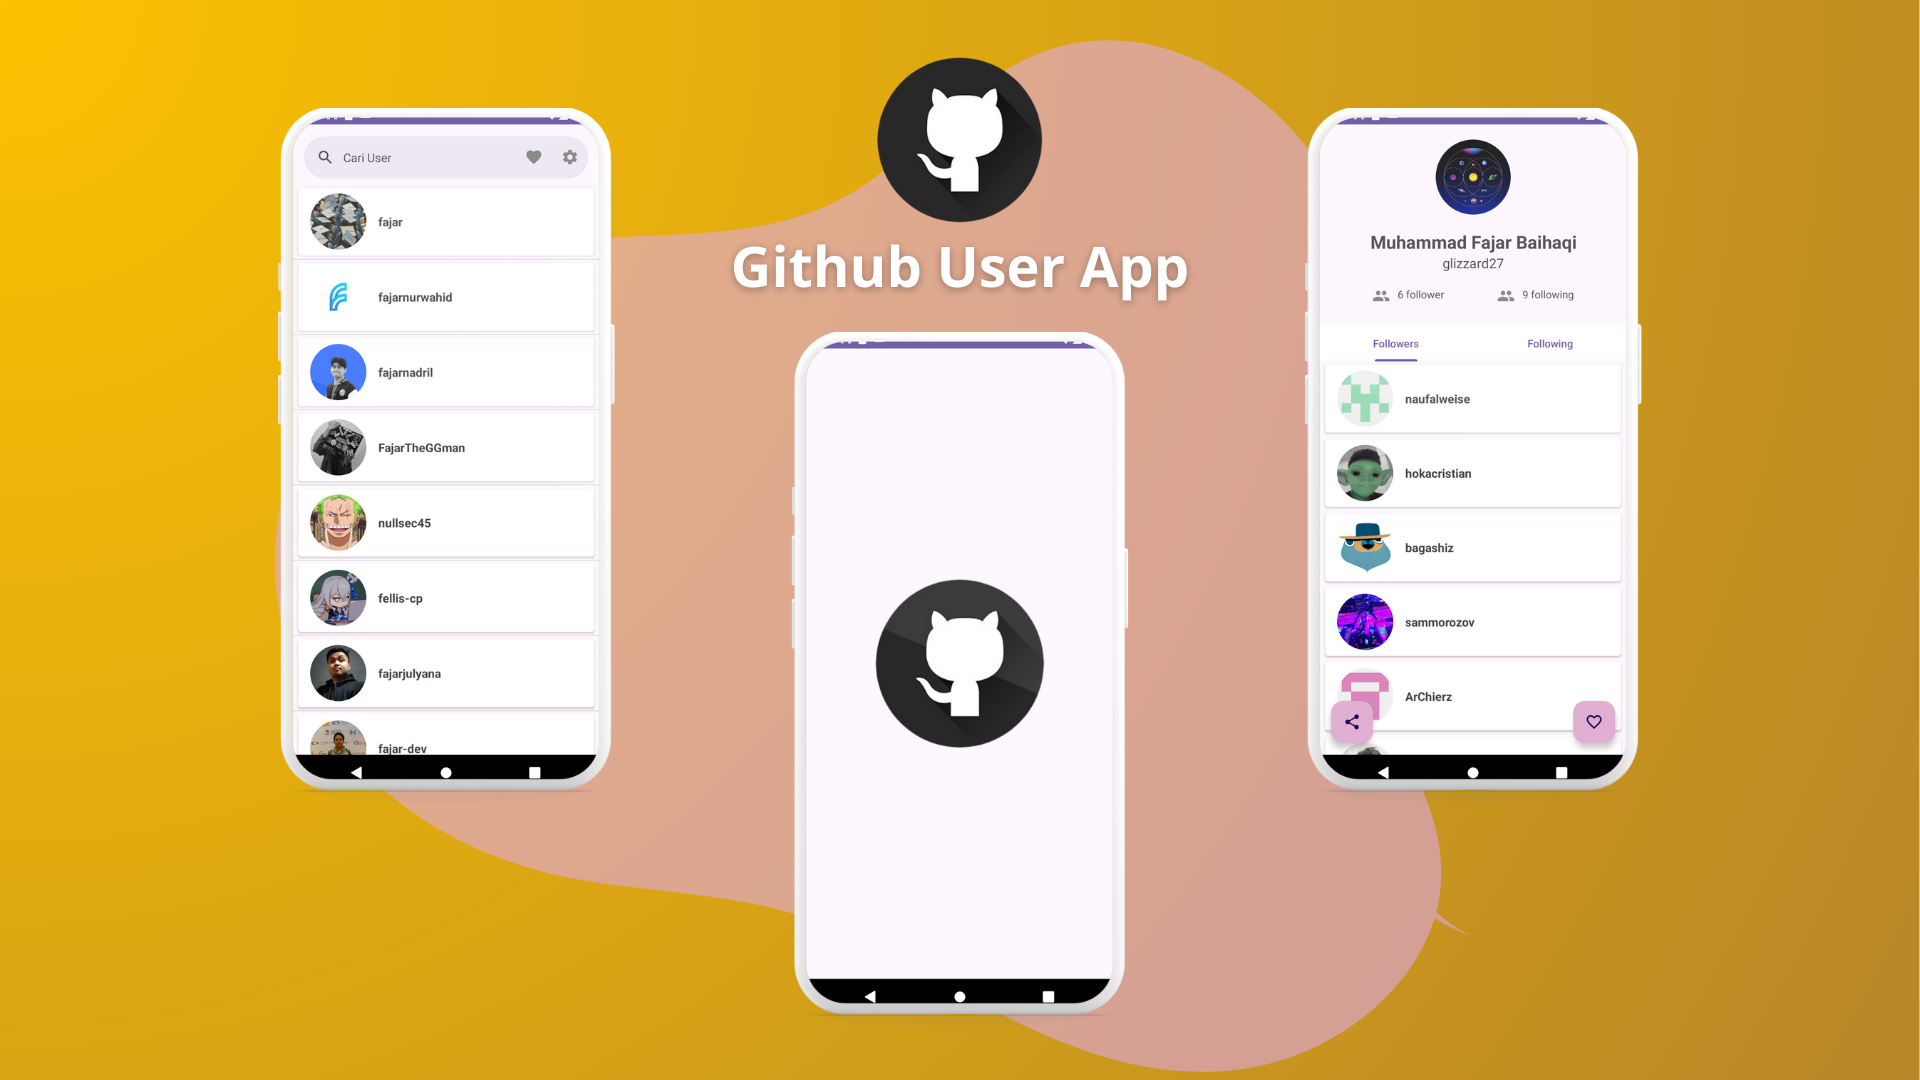 Github User App
Cari User
fajar
fajarnurwahid
fajarnadril
FajarTheGGman
nullsec45
fellis-cp
fajarjulyana
fajar-dev
Muhammad Fajar Baihaqi
glizzard27
6 follower
9 following
Followers
Following
naufalweise
hokacristian
bagashiz
sammorozov
ArChierz